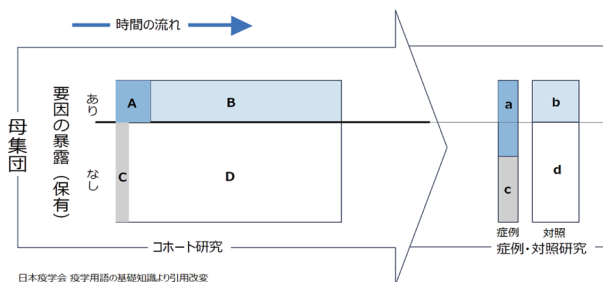 時間の流れ
母集団
要因の暴露（保有）
あり
なし
A
B
C
D
a
b
c
d
症例
対照
コホート研究
症例・対照研究
日本疫学会 疫学用語の基礎知識より引用改変